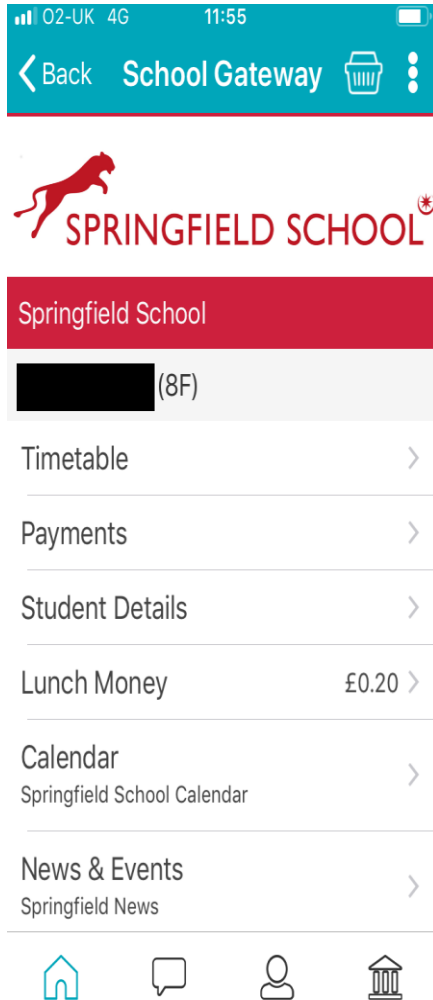 O2-UK 4G 11:55
Back School Gateway
SPRINGFIELD SCHOOL
Springfield School
(8F)
Timetable
Payments
Student Details
Lunch Money £0.20
Calendar
Springfield School Calendar
News & Events
Springfield News